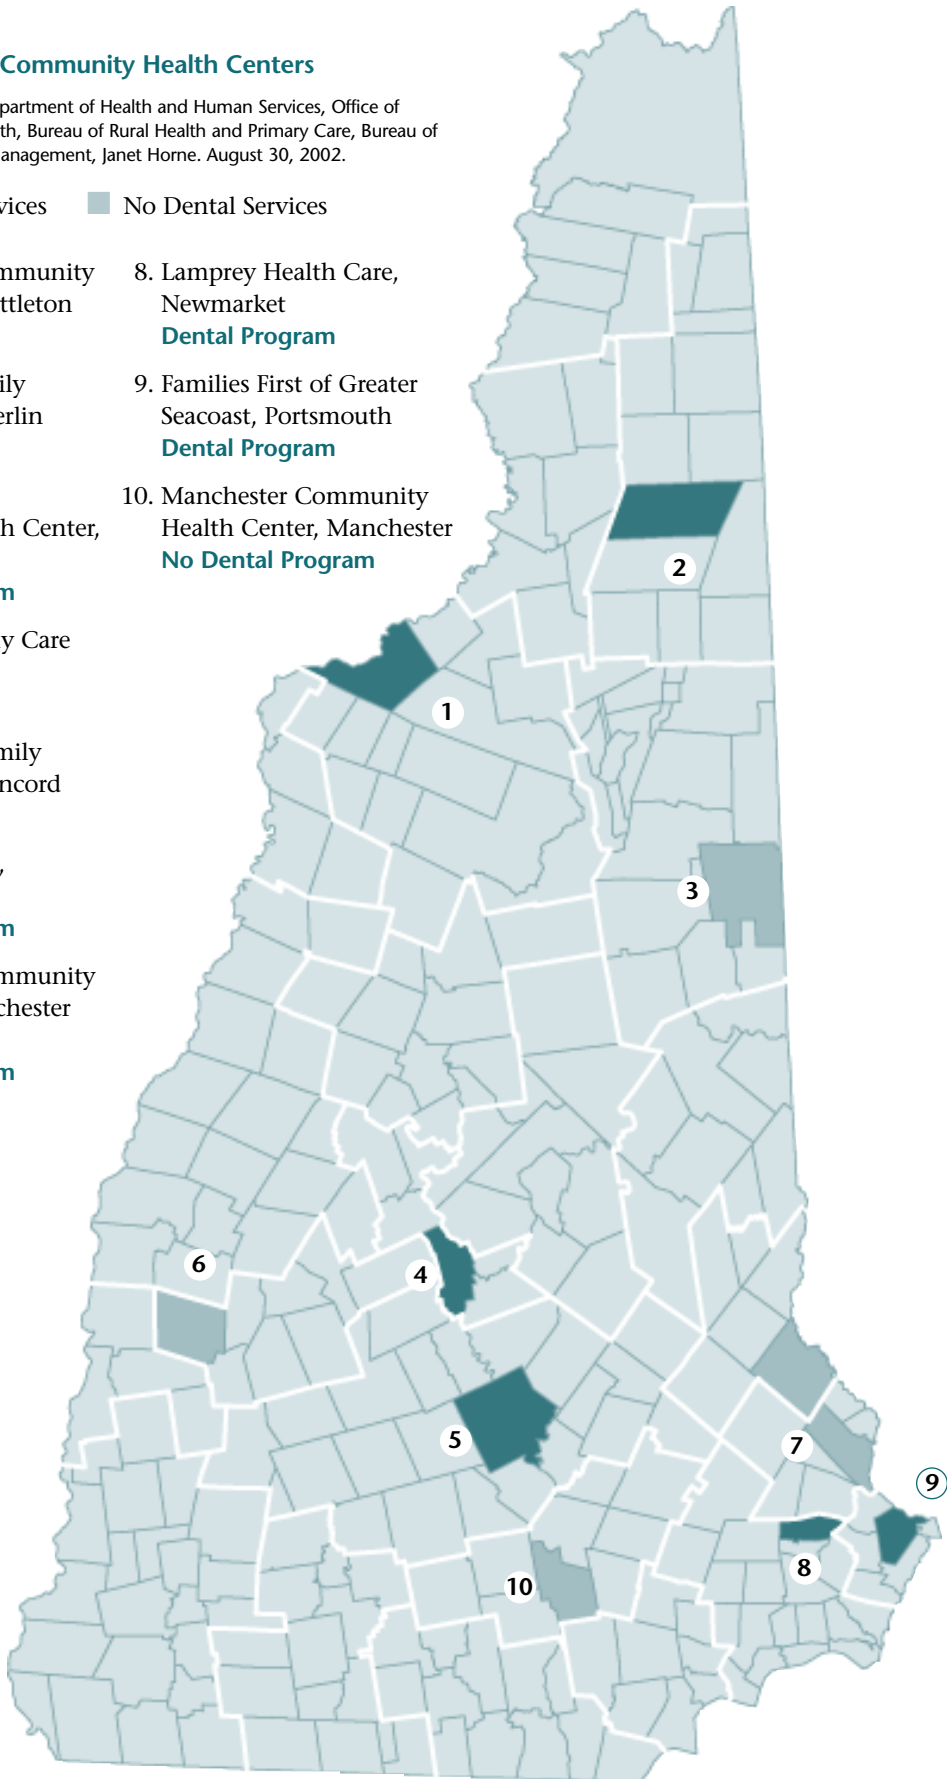 Community Health Centers
partment of Health and Human Services, Office of
th, Bureau of Rural Health and Primary Care, Bureau of
anagement, Janet Horne. August 30, 2002.
vices
No Dental Services
mmunity
ttleton
ily
erlin
h Center,
m
y Care
mily
ncord
,
m
mmunity
chester
m
8. Lamprey Health Care,
Newmarket
Dental Program
9. Families First of Greater
Seacoast, Portsmouth
Dental Program
10. Manchester Community
Health Center, Manchester
No Dental Program
2
1
3
6
4
5
7
9
8
10